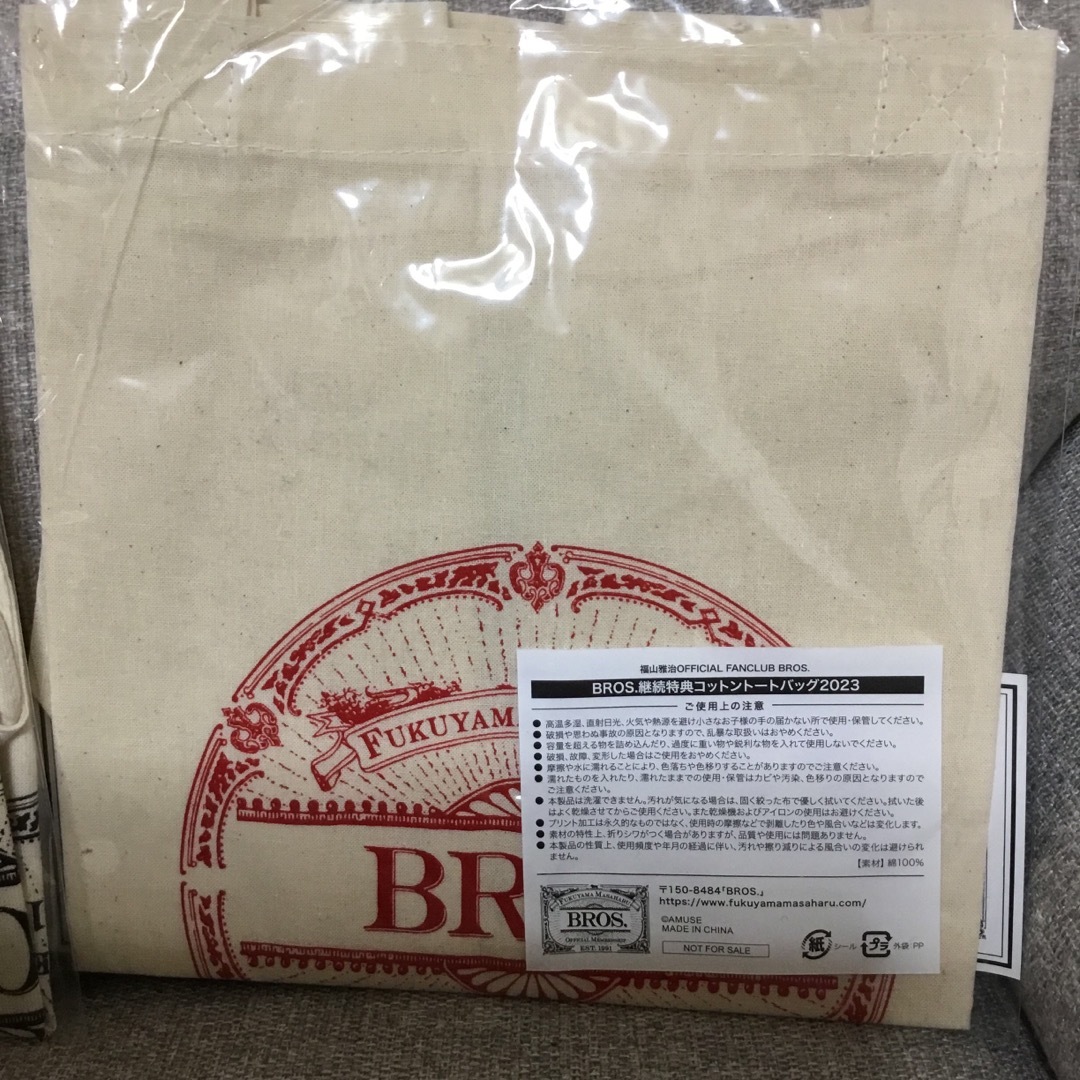 FUKUYAMA MA
BR
福山雅治OFFICIAL FANCLUB BROS.
BROS.継続特典コットントートバッグ2023
ご使用上の注意
● 高温多湿、直射日光、火気や熱源を避け小さなお子様の手の届かない所で使用・保管してください。
● 破損や思わぬ事故の原因となりますので、乱暴な取扱いはおやめください。
● 容量を超える物を詰め込んだり、過度に重い物や鋭利な物を入れて使用しないでください。
● 破損、故障、変形した場合はご使用をおやめください。
● 摩擦や水に濡れることにより、色落ちや色移りすることがありますのでご注意ください。
● 濡れたものを入れたり、濡れたままでの使用・保管はカビや汚染、色移りの原因となりますので
ご注意ください。
● 本製品は洗濯できません。汚れが気になる場合は、固く絞った布で優しく拭いてください。拭いた後
はよく乾燥させてからご使用ください。また乾燥機およびアイロンの使用はお避けください。
● プリント加工は永久的なものではなく、使用時の摩擦などで剥離したり色や風合いなどは変化します。
● 素材の特性上、折りシワがつく場合がありますが、品質や使用には問題ありません。
● 本製品の性質上、使用頻度や年月の経過に伴い、汚れや擦り減りによる風合いの変化は避けられ
ません。
【素材】綿100%
FUKUYAMA MASAHARU
BROS.
OFFICIAL MEMBERSHIP
EST. 1991
〒150-8484「BROS.」
https://www.fukuyamamasaharu.com/
©AMUSE
MADE IN CHINA
NOT FOR SALE
紙 シール プラ 外袋 PP